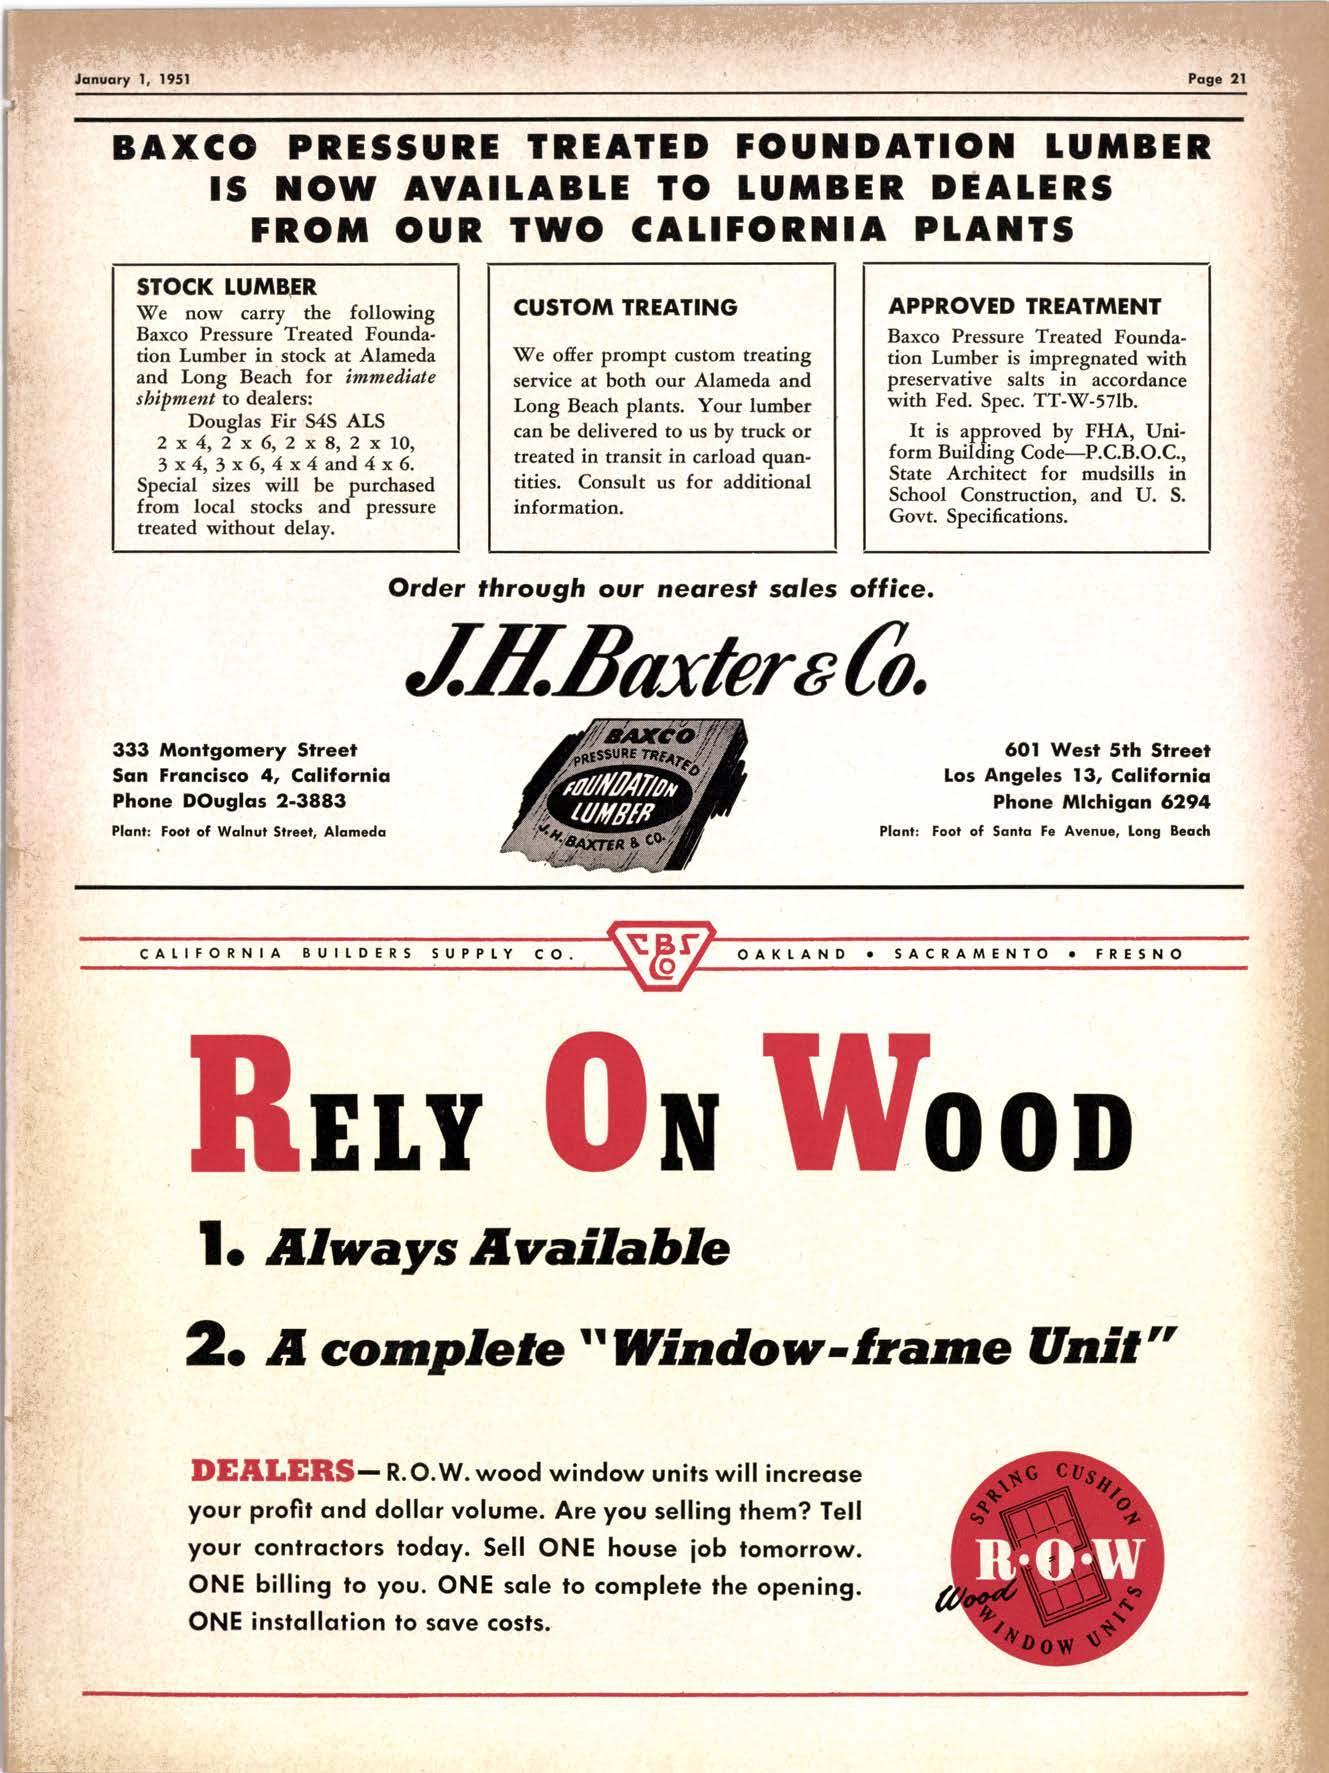 January 1, 1951
Page 21
BAXCO PRESSURE TREATED FOUNDATION LUMBER
IS NOW AVAILABLE TO LUMBER DEALERS
FROM OUR TWO CALIFORNIA PLANTS
STOCK LUMBER
We now carry the following
Baxco Pressure Treated Founda-
tion Lumber in stock at Alameda
and Long Beach for immediate
shipment to dealers:
Douglas Fir S4S ALS
2 x 4, 2 x 6, 2 x 8, 2 x 10,
3 x 4, 3 x 6, 4 x 4 and 4 x 6.
Special sizes will be purchased
from local stocks and pressure
treated without delay.
CUSTOM TREATING
We offer prompt custom treating
service at both our Alameda and
Long Beach plants. Your lumber
can be delivered to us by truck or
treated in transit in carload quan-
tities. Consult us for additional
information.
APPROVED TREATMENT
Baxco Pressure Treated Founda-
tion Lumber is impregnated with
preservative salts in accordance
with Fed. Spec. TT-W-571b.
It is approved by FHA, Uni-
form Building Code—P.C.B.O.C.,
State Architect for mudsills in
School Construction, and U. S.
Govt. Specifications.
Order through our nearest sales office.
J.H.Baxter & Co.
333 Montgomery Street
San Francisco 4, California
Phone DOuglas 2-3883
Plant: Foot of Walnut Street, Alameda
BAXCO
PRESSURE TREATED
FOUNDATION
LUMBER
J.H. BAXTER & CO.
601 West 5th Street
Los Angeles 13, California
Phone MIchigan 6294
Plant: Foot of Santa Fe Avenue, Long Beach
CALIFORNIA BUILDERS SUPPLY CO.
CBS
CO
OAKLAND • SACRAMENTO • FRESNO
RELY ON WOOD
1. Always Available
2. A complete "Window-frame Unit"
DEALERS— R.O.W. wood window units will increase
your profit and dollar volume. Are you selling them? Tell
your contractors today. Sell ONE house job tomorrow.
ONE billing to you. ONE sale to complete the opening.
ONE installation to save costs.
SPRING CUSHION
R·O·W
Wood
WINDOW UNITS